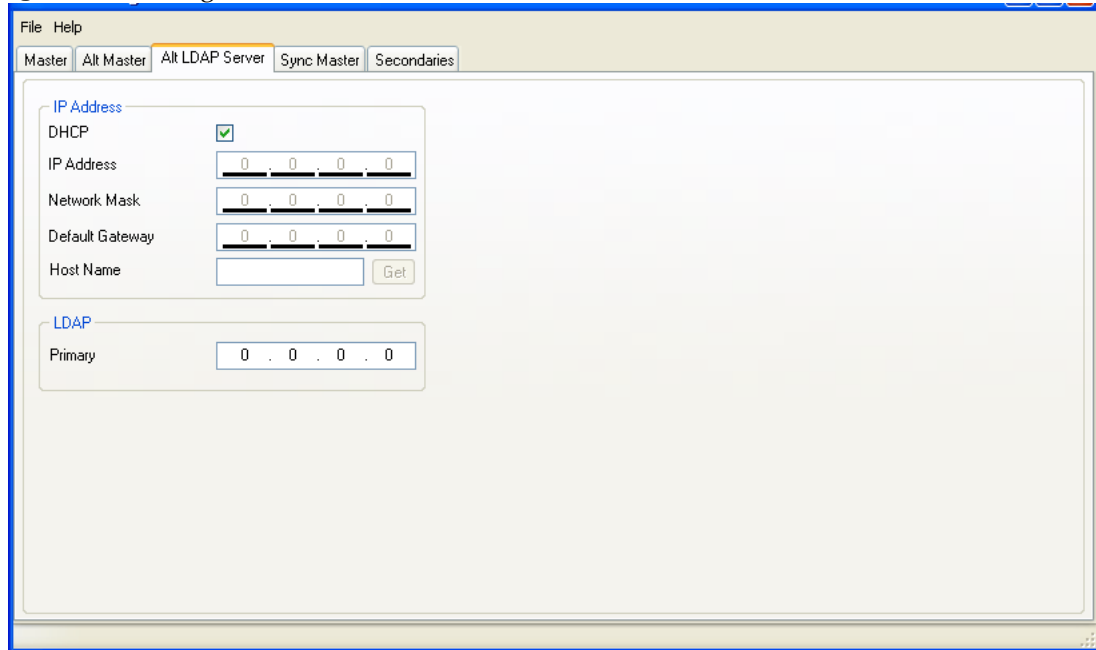 File Help
Master Alt Master Alt LDAP Server Sync Master Secondaries
IP Address
DHCP
IP Address 0 . 0 . 0 . 0
Network Mask 0 . 0 . 0 . 0
Default Gateway 0 . 0 . 0 . 0
Host Name Get
LDAP
Primary 0 . 0 . 0 . 0